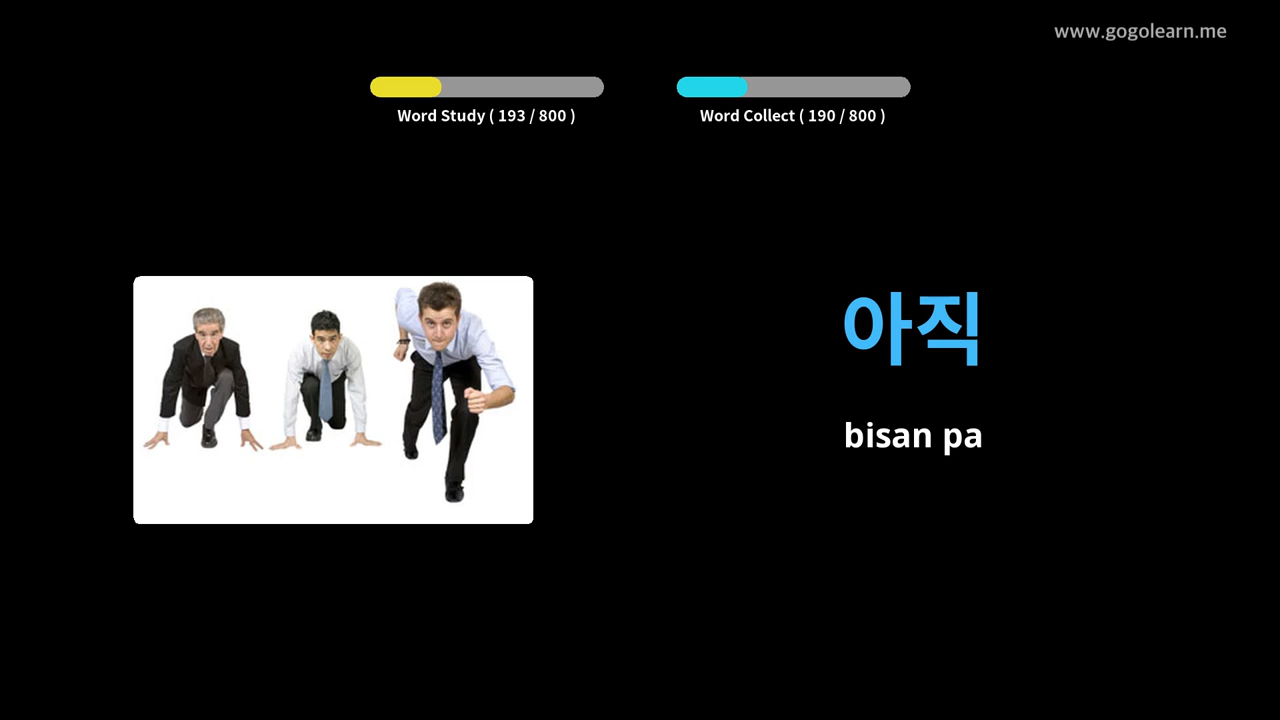 www.gogolearn.me
Word Study ( 193 / 800 )
Word Collect ( 190 / 800 )
아직
bisan pa